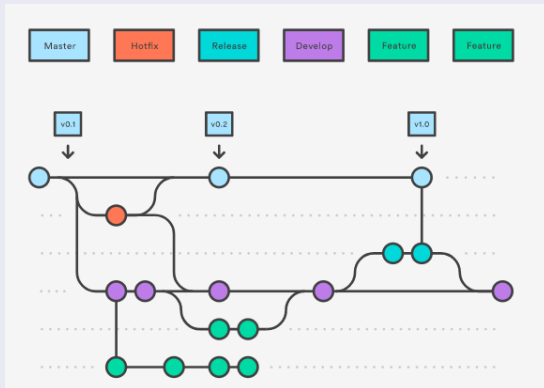 Master
Hotfix
Release
Develop
Feature
Feature
v0.1
v0.2
v1.0